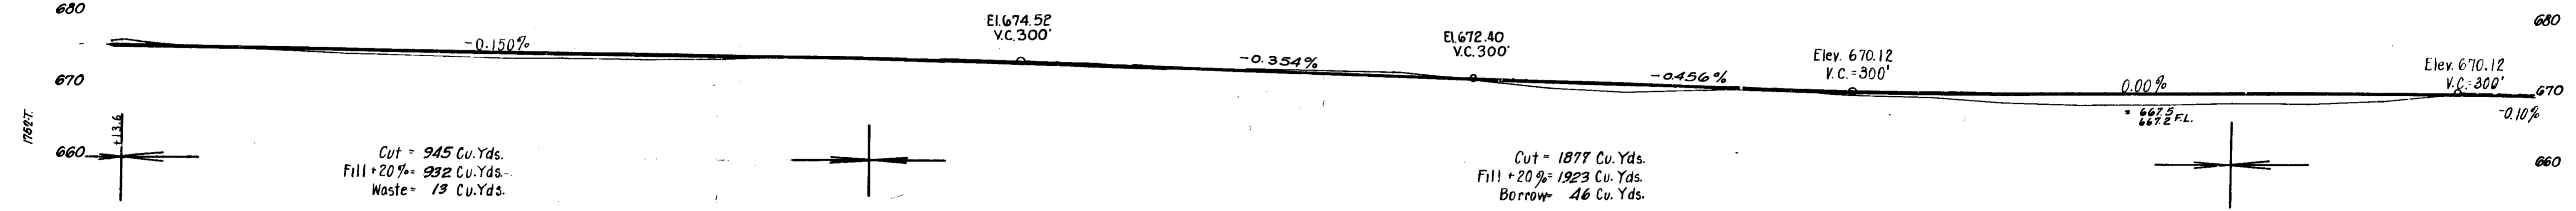 680
680
El.674.52
V.C.300'
-0.150%
El.672.40
V.C.300'
-0.354%
Elev. 670.12
V.C.=300'
-0.456%
Elev. 670.12
V.C.=300'
0.00%
670
670
-0.10%
= 667.5
667.2 F.L.
1752-T.
+13.6
660
660
Cut = 945 Cu.Yds.
Fill +20%= 932 Cu.Yds.
Waste= 13 Cu.Yds.
Cut = 1877 Cu.Yds.
Fill +20%= 1923 Cu.Yds.
Borrow= 46 Cu.Yds.